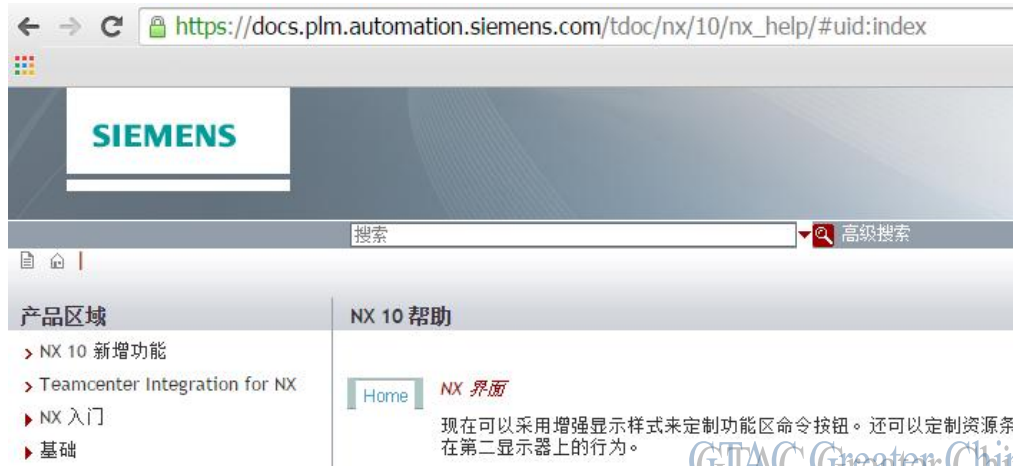 https://docs.plm.automation.siemens.com/tdoc/nx/10/nx_help/#uid:index
SIEMENS
搜索
高级搜索
产品区域
NX 10 新增功能
Teamcenter Integration for NX
NX 入门
基础
NX 10 帮助
Home
NX 界面
现在可以采用增强显示样式来定制功能区命令按钮。还可以定制资源条
在第二显示器上的行为。
GTAC Greater Chin